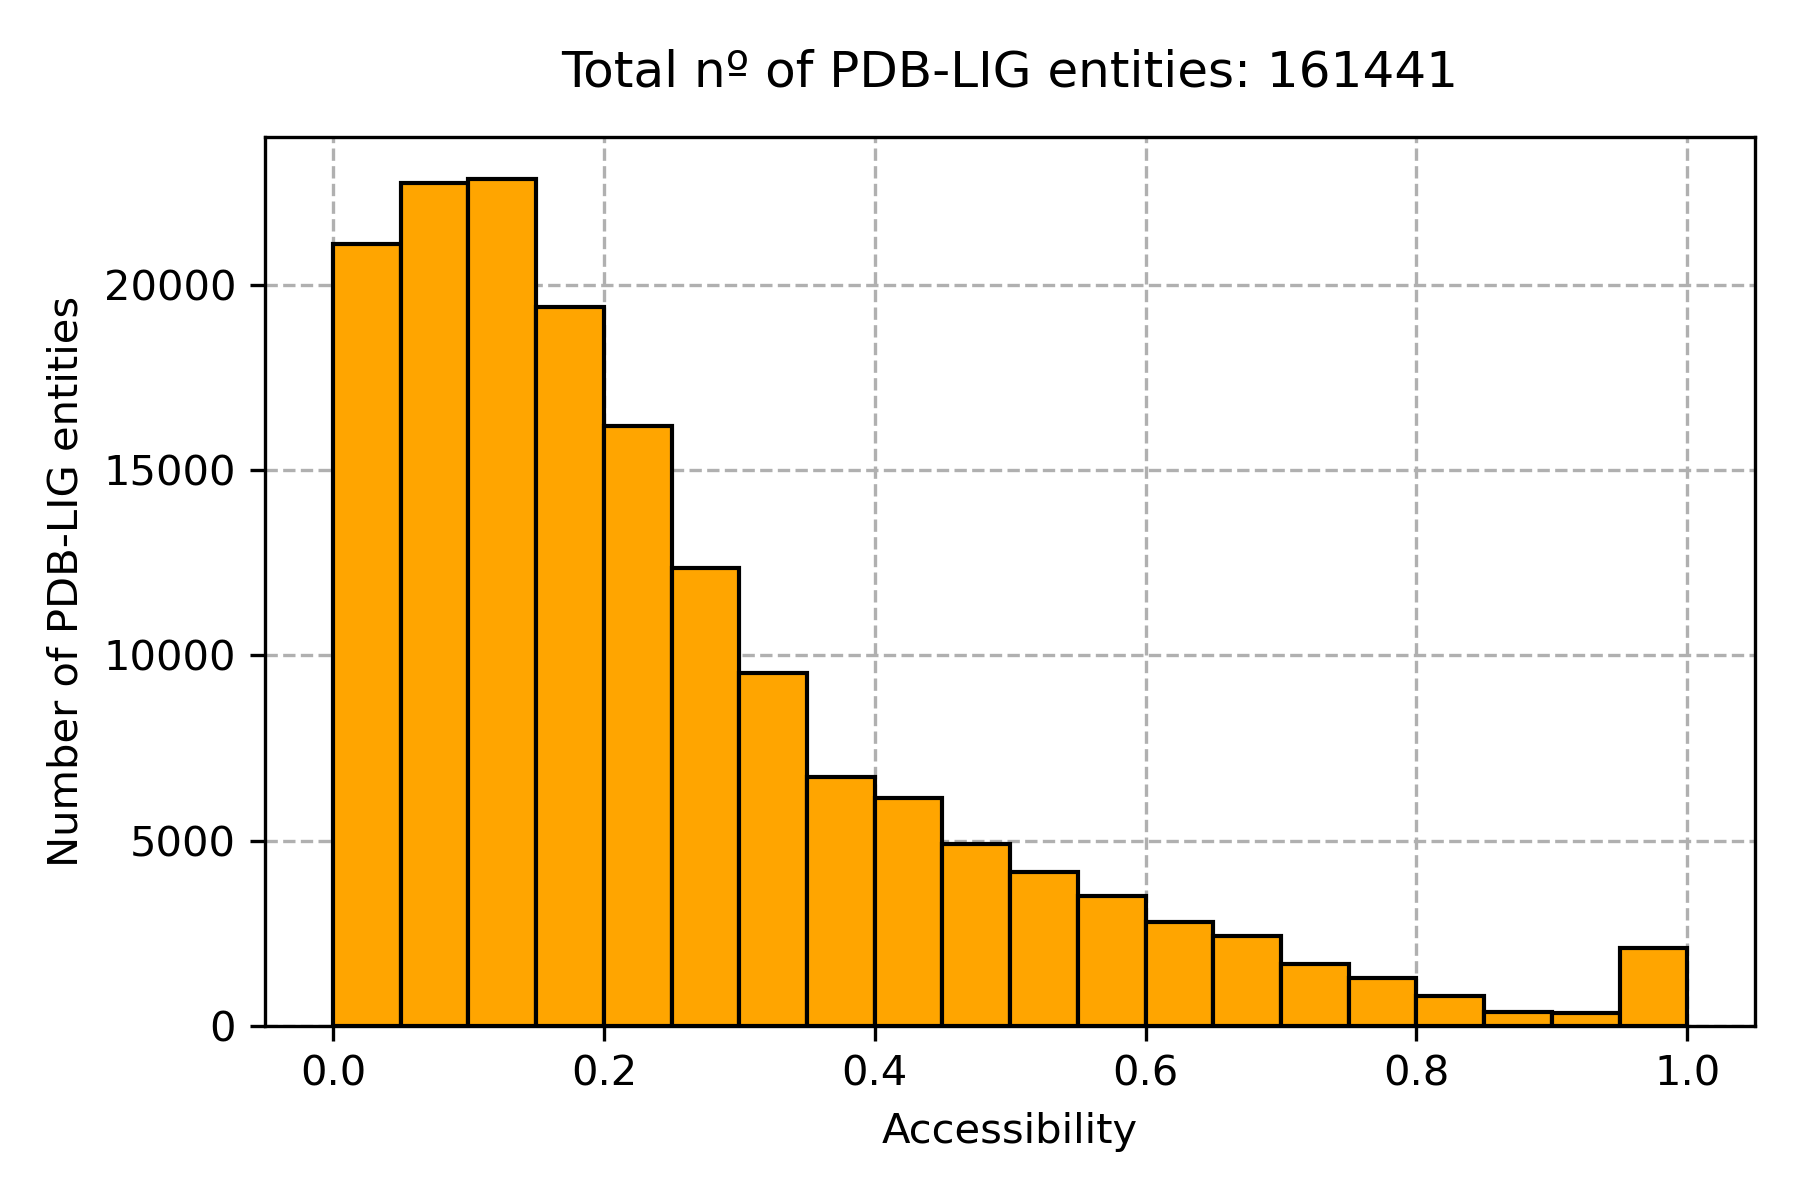 Total nº of PDB-LIG entities: 161441
Number of PDB-LIG entities
20000
15000
10000
5000
0
0.0 0.2 0.4 0.6 0.8 1.0
Accessibility